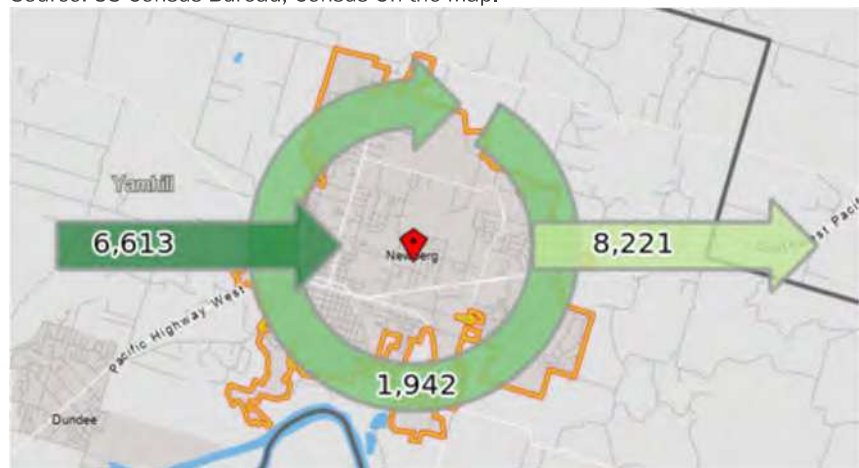 Source: US Census Bureau, Census On the Map.
Yamhill
6,613
8,221
Newberg
Pacific Highway West
1,942
Dundee